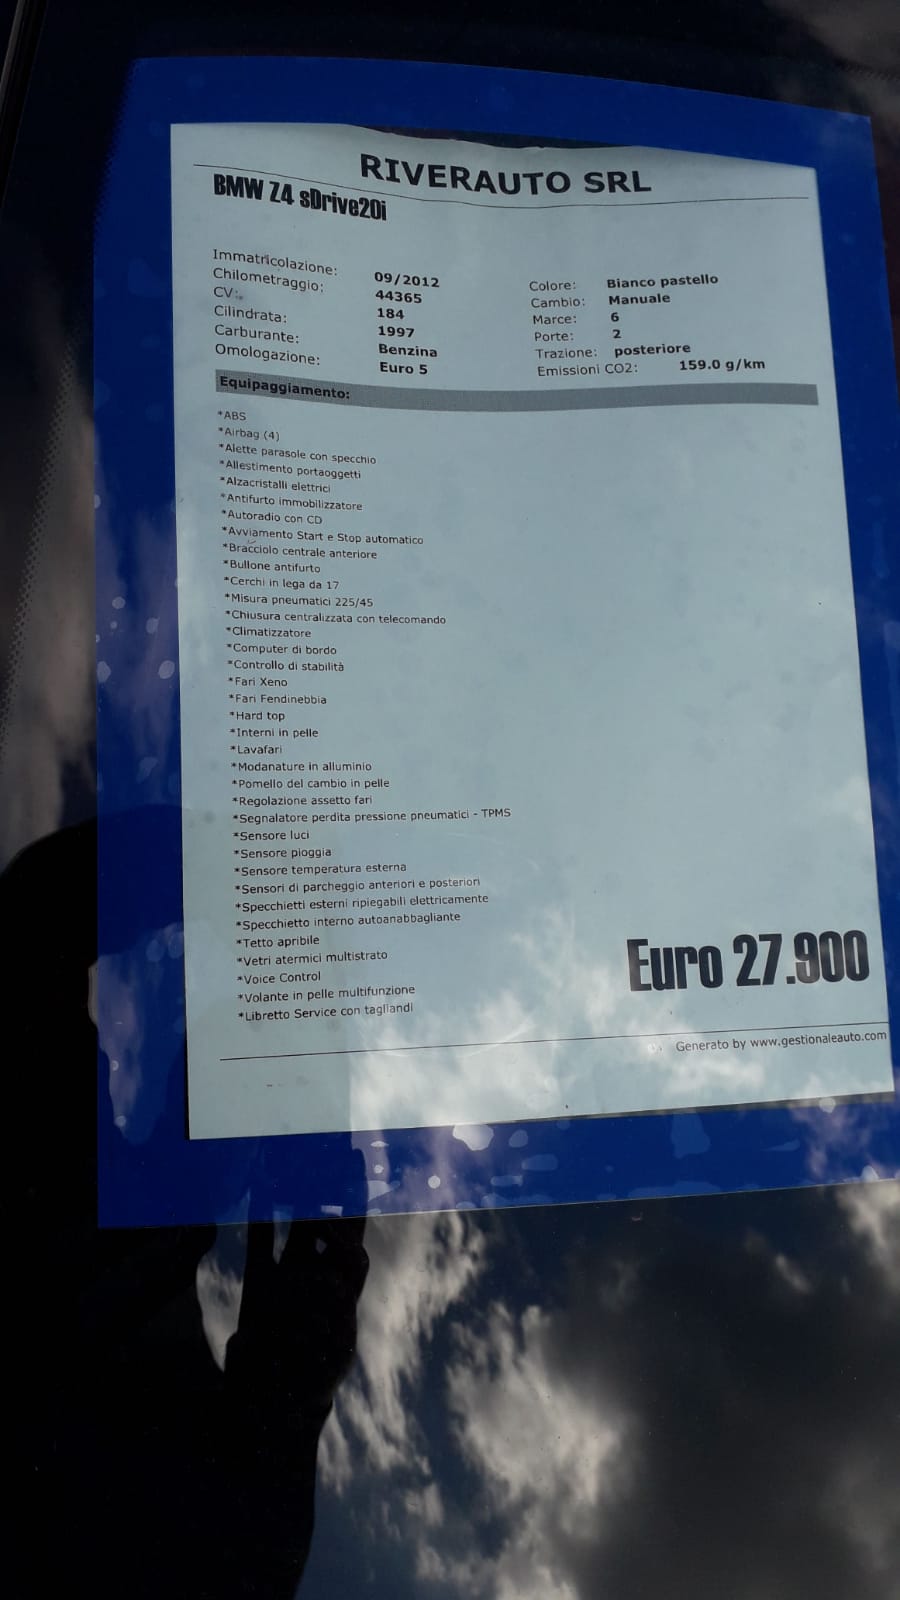 RIVERAUTO SRL
BMW Z4 sDrive20i
Immatricolazione: 09/2012
Chilometraggio: 44365
CV: 184
Cilindrata: 1997
Carburante: Benzina
Omologazione: Euro 5
Colore: Bianco pastello
Cambio: Manuale
Marce: 6
Porte: 2
Trazione: posteriore
Emissioni CO2: 159.0 g/km
Equipaggiamento:
*ABS
*Airbag (4)
*Alette parasole con specchio
*Allestimento portaoggetti
*Alzacristalli elettrici
*Antifurto immobilizzatore
*Autoradio con CD
*Avviamento Start e Stop automatico
*Bracciolo centrale anteriore
*Bullone antifurto
*Cerchi in lega da 17
*Misura pneumatici 225/45
*Chiusura centralizzata con telecomando
*Climatizzatore
*Computer di bordo
*Controllo di stabilità
*Fari Xeno
*Fari Fendinebbia
*Hard top
*Interni in pelle
*Lavafari
*Modanature in alluminio
*Pomello del cambio in pelle
*Regolazione assetto fari
*Segnalatore perdita pressione pneumatici - TPMS
*Sensore luci
*Sensore pioggia
*Sensore temperatura esterna
*Sensori di parcheggio anteriori e posteriori
*Specchietti esterni ripiegabili elettricamente
*Specchietto interno autoanabbagliante
*Tetto apribile
*Vetri atermici multistrato
*Voice Control
*Volante in pelle multifunzione
*Libretto Service con tagliandi
Euro 27.900
Generato by www.gestionaleauto.com